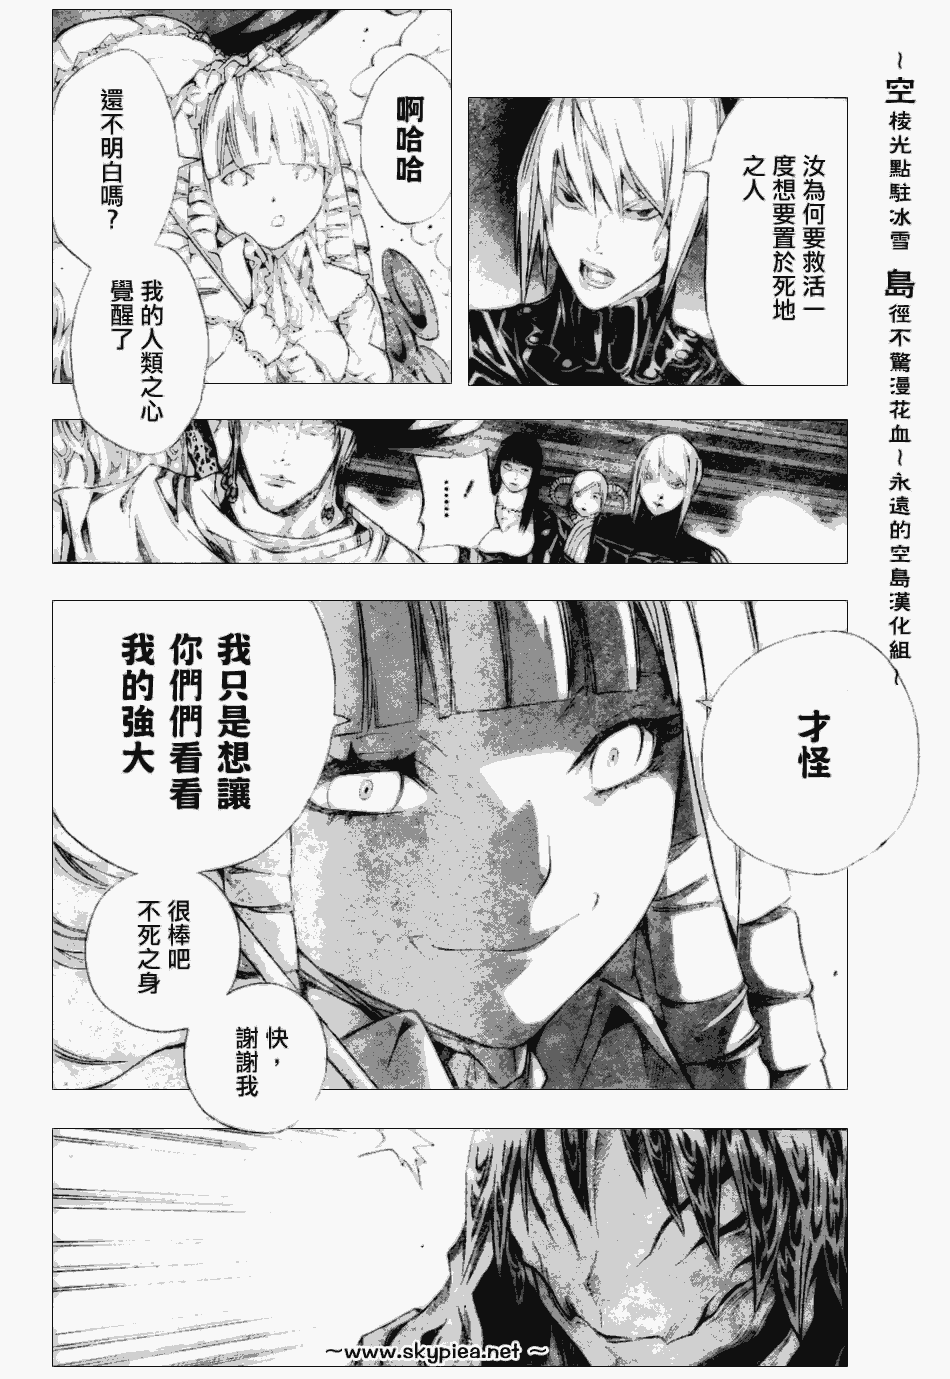 汝為何要救活一
度想要置於死地
之人
啊哈哈
還不明白嗎？
我的人類之心
覺醒了
……！
才怪
我只是想讓
你們們看看
我的強大
很棒吧
不死之身
快，
謝謝我
～空棱光點駐冰雪 島徑不驚漫花血～永遠的空島漢化組～
～www.skypiea.net～